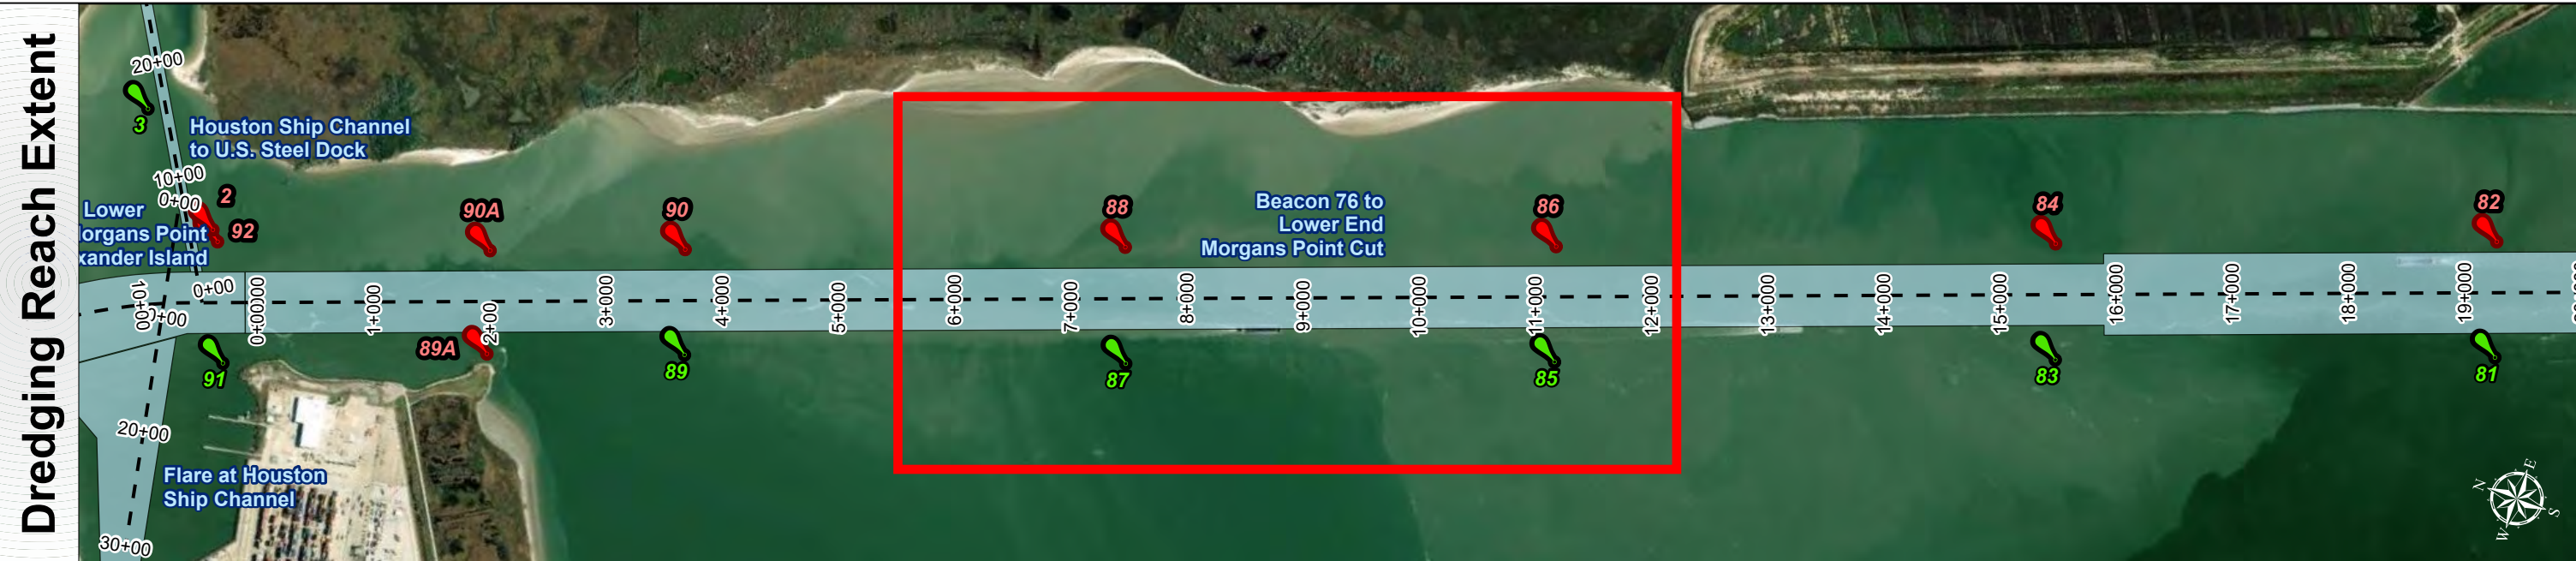 Dredging Reach Extent
20+00
3
Houston Ship Channel
to U.S. Steel Dock
10+00
0+00
2
92
Lower
organs Point
xander Island
90A
90
88
86
84
82
Beacon 76 to
Lower End
Morgans Point Cut
10+00
0+00
0+00
0+00000
1+000
2+00
3+000
4+000
5+000
6+000
7+000
8+000
9+000
10+000
11+000
12+000
13+000
14+000
15+000
16+000
17+000
18+000
19+000
91
89A
89
87
85
83
81
20+00
Flare at Houston
Ship Channel
30+00
N
E
W
S